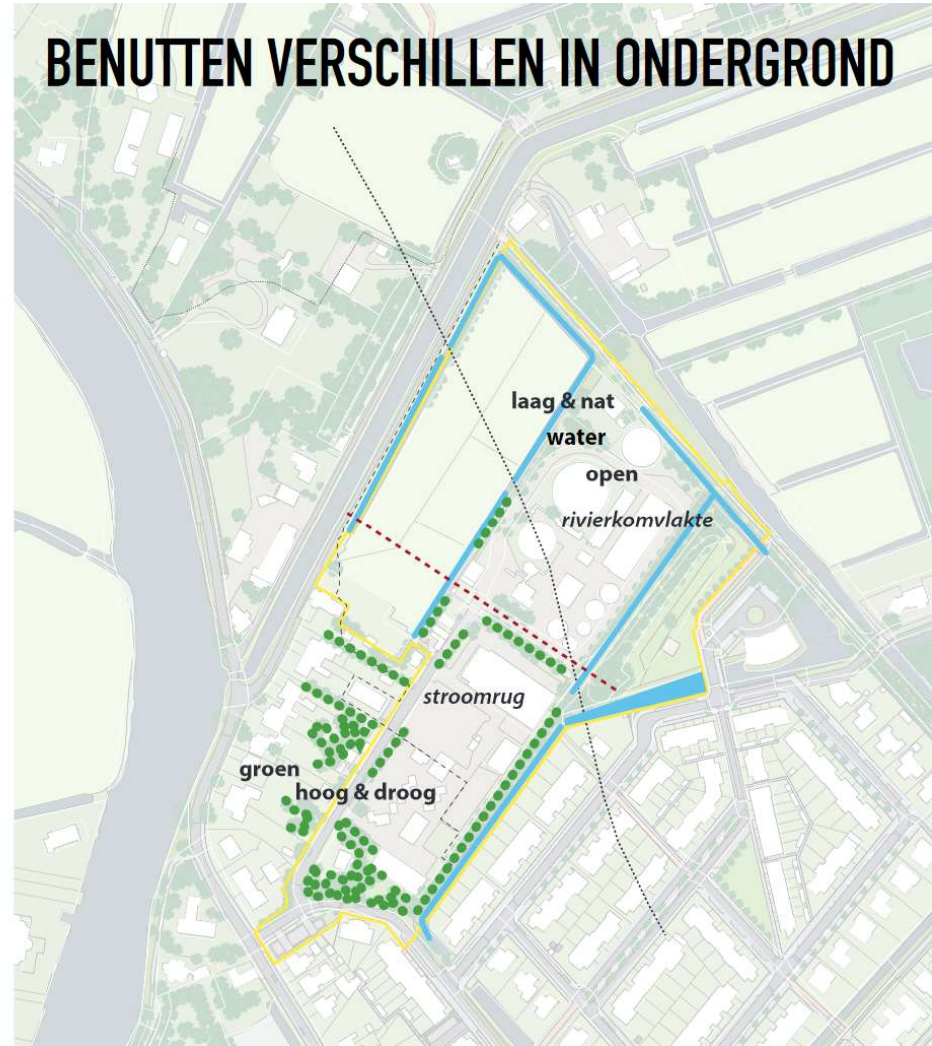 BENUTTEN VERSCHILLEN IN ONDERGROND
laag & nat
water
open
rivierkomvlakte
stroomrug
groen
hoog & droog